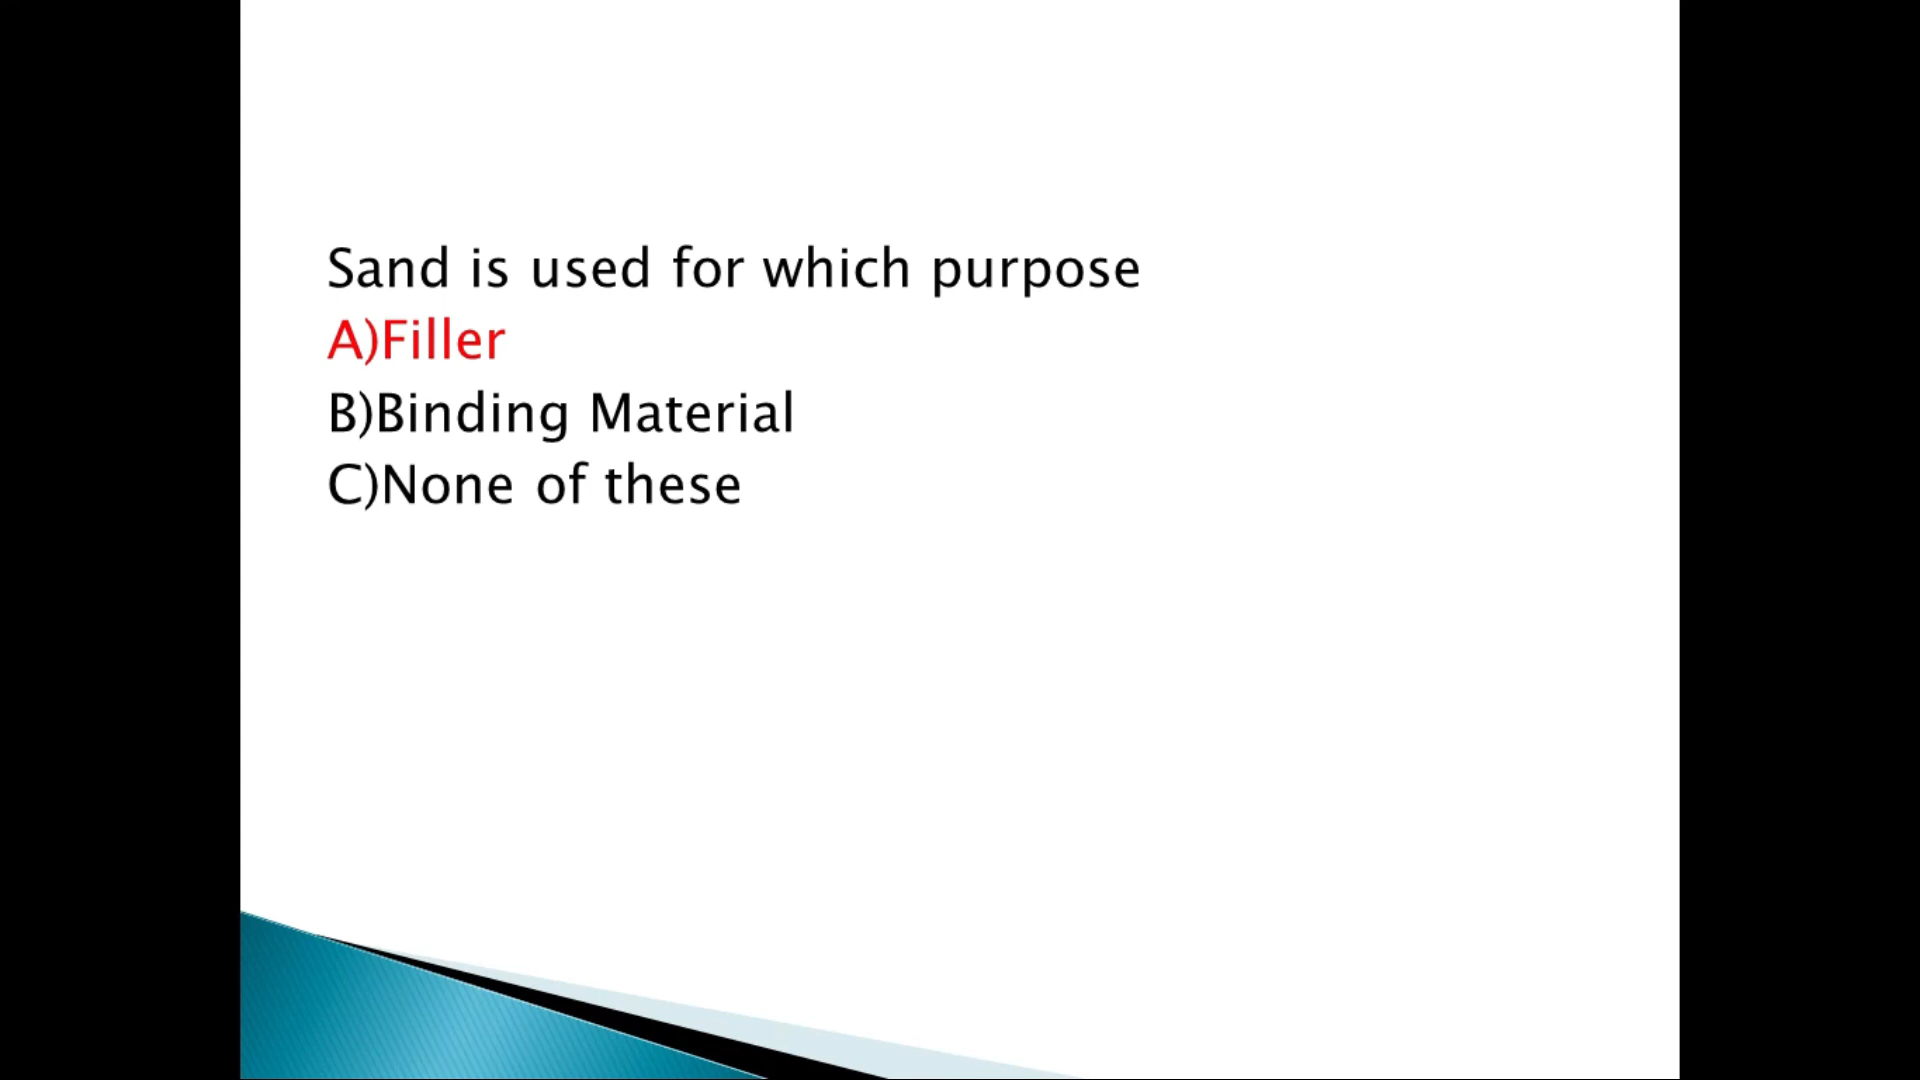 Sand is used for which purpose
A)Filler
B)Binding Material
C)None of these